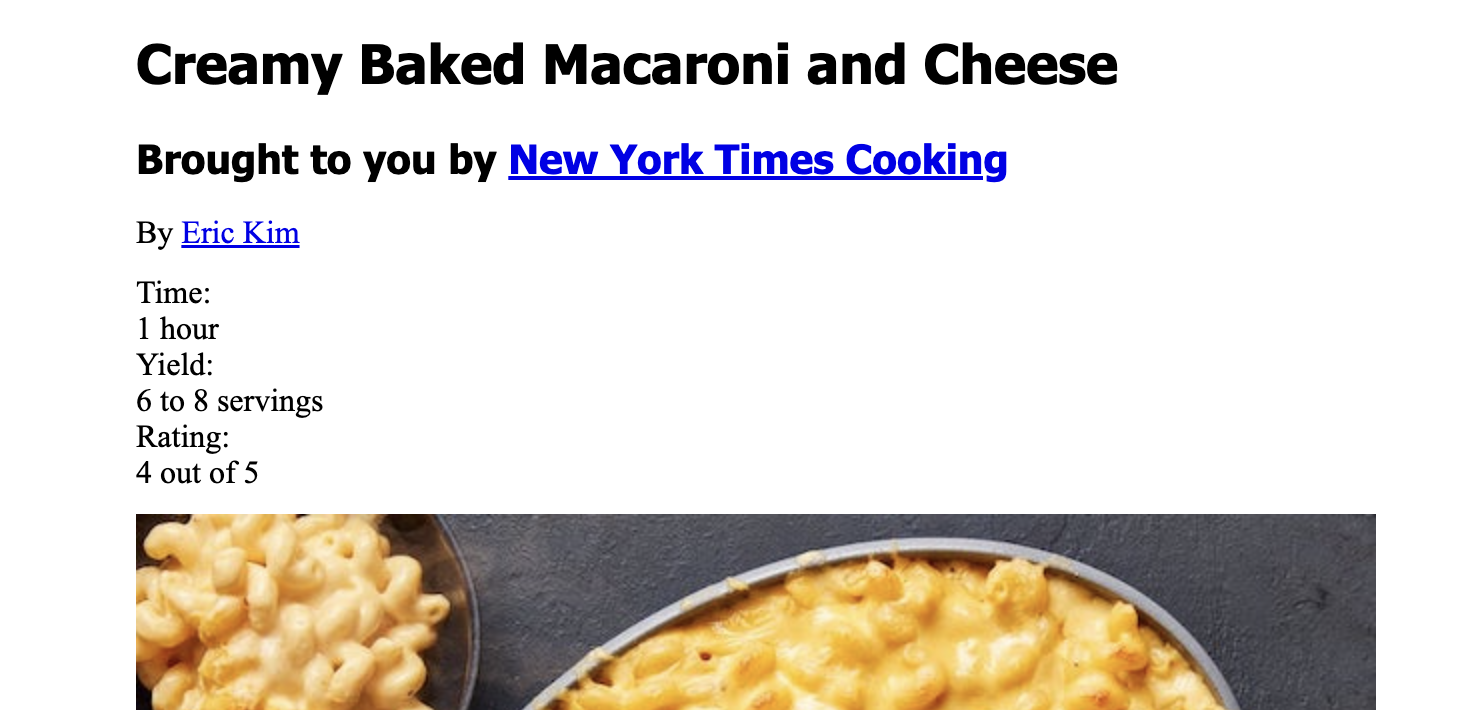 Creamy Baked Macaroni and Cheese
Brought to you by New York Times Cooking
By Eric Kim
Time:
1 hour
Yield:
6 to 8 servings
Rating:
4 out of 5